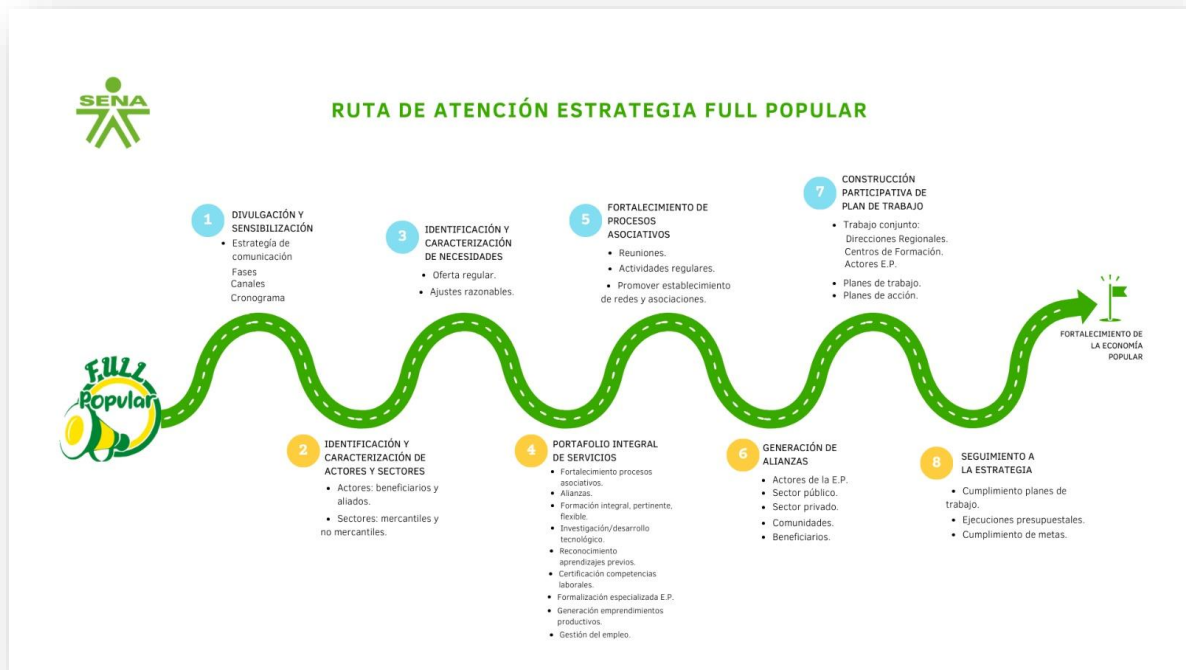 SENA
RUTA DE ATENCIÓN ESTRATEGIA FULL POPULAR
1
DIVULGACIÓN Y
SENSIBILIZACIÓN
• Estrategía de
comunicación
Fases
Canales
Cronograma
FULL
Popular
2
IDENTIFICACIÓN Y
CARACTERIZACIÓN DE
ACTORES Y SECTORES
• Actores: beneficiarios y
aliados.
• Sectores: mercantiles y
no mercantiles.
3
IDENTIFICACIÓN Y
CARACTERIZACIÓN
DE NECESIDADES
• Oferta regular.
• Ajustes razonables.
4
PORTAFOLIO INTEGRAL
DE SERVICIOS
• Fortalecimiento procesos
asociativos.
• Alianzas.
• Formación integral, pertinente,
flexible.
• Investigación/desarrollo
tecnológico.
• Reconocimiento
aprendizajes previos.
• Certificación competencias
laborales.
• Formalización especializada E.P.
• Generación emprendimientos
productivos.
• Gestión del empleo.
5
FORTALECIMIENTO DE
PROCESOS
ASOCIATIVOS
• Reuniones.
• Actividades regulares.
• Promover establecimiento
de redes y asociaciones.
6
GENERACIÓN DE
ALIANZAS
• Actores de la E.P.
• Sector público.
• Sector privado.
• Comunidades.
• Beneficiarios.
7
CONSTRUCCIÓN
PARTICIPATIVA DE
PLAN DE TRABAJO
• Trabajo conjunto:
Direcciones Regionales.
Centros de Formación.
Actores E.P.
• Planes de trabajo.
• Planes de acción.
8
SEGUIMIENTO A
LA ESTRATEGIA
• Cumplimiento planes de
trabajo.
• Ejecuciones presupuestales.
• Cumplimiento de metas.
FORTALECIMIENTO DE
LA ECONOMÍA
POPULAR